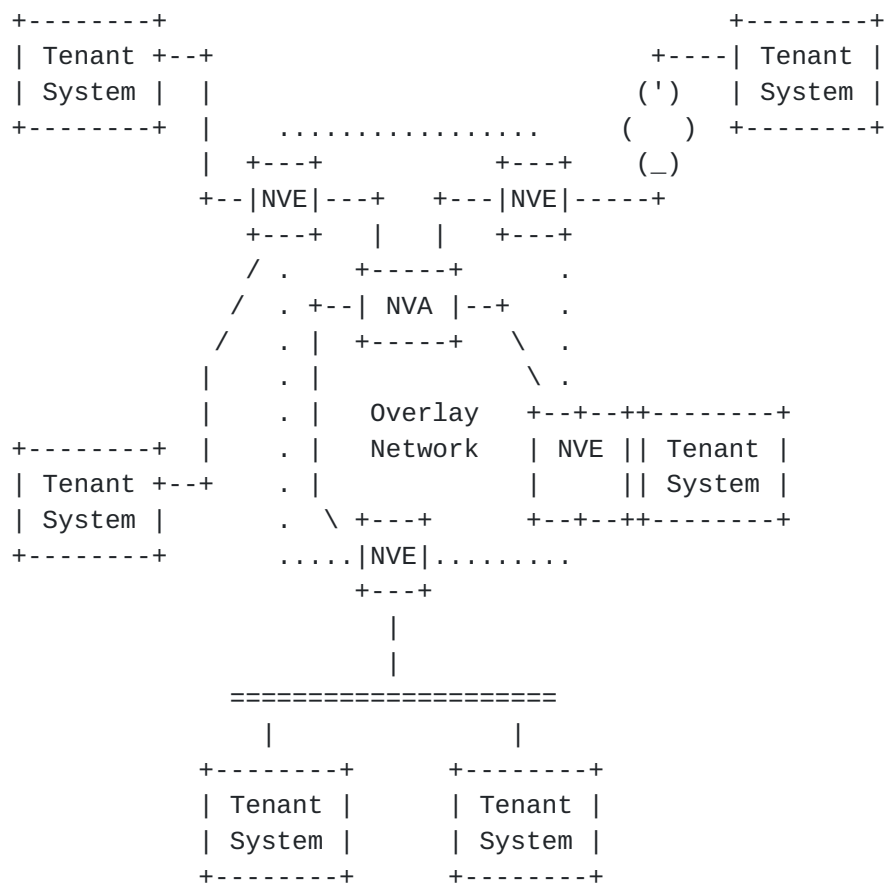 Tenant Tenant
System System
NVE NVE
NVA
Overlay
Network NVE Tenant
System
Tenant
System
NVE
Tenant Tenant
System System